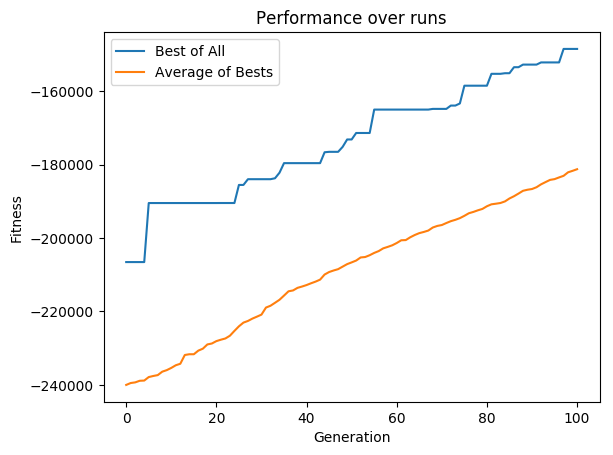 Performance over runs
Best of All
Average of Bests
Fitness
−160000
−180000
−200000
−220000
−240000
0 20 40 60 80 100
Generation